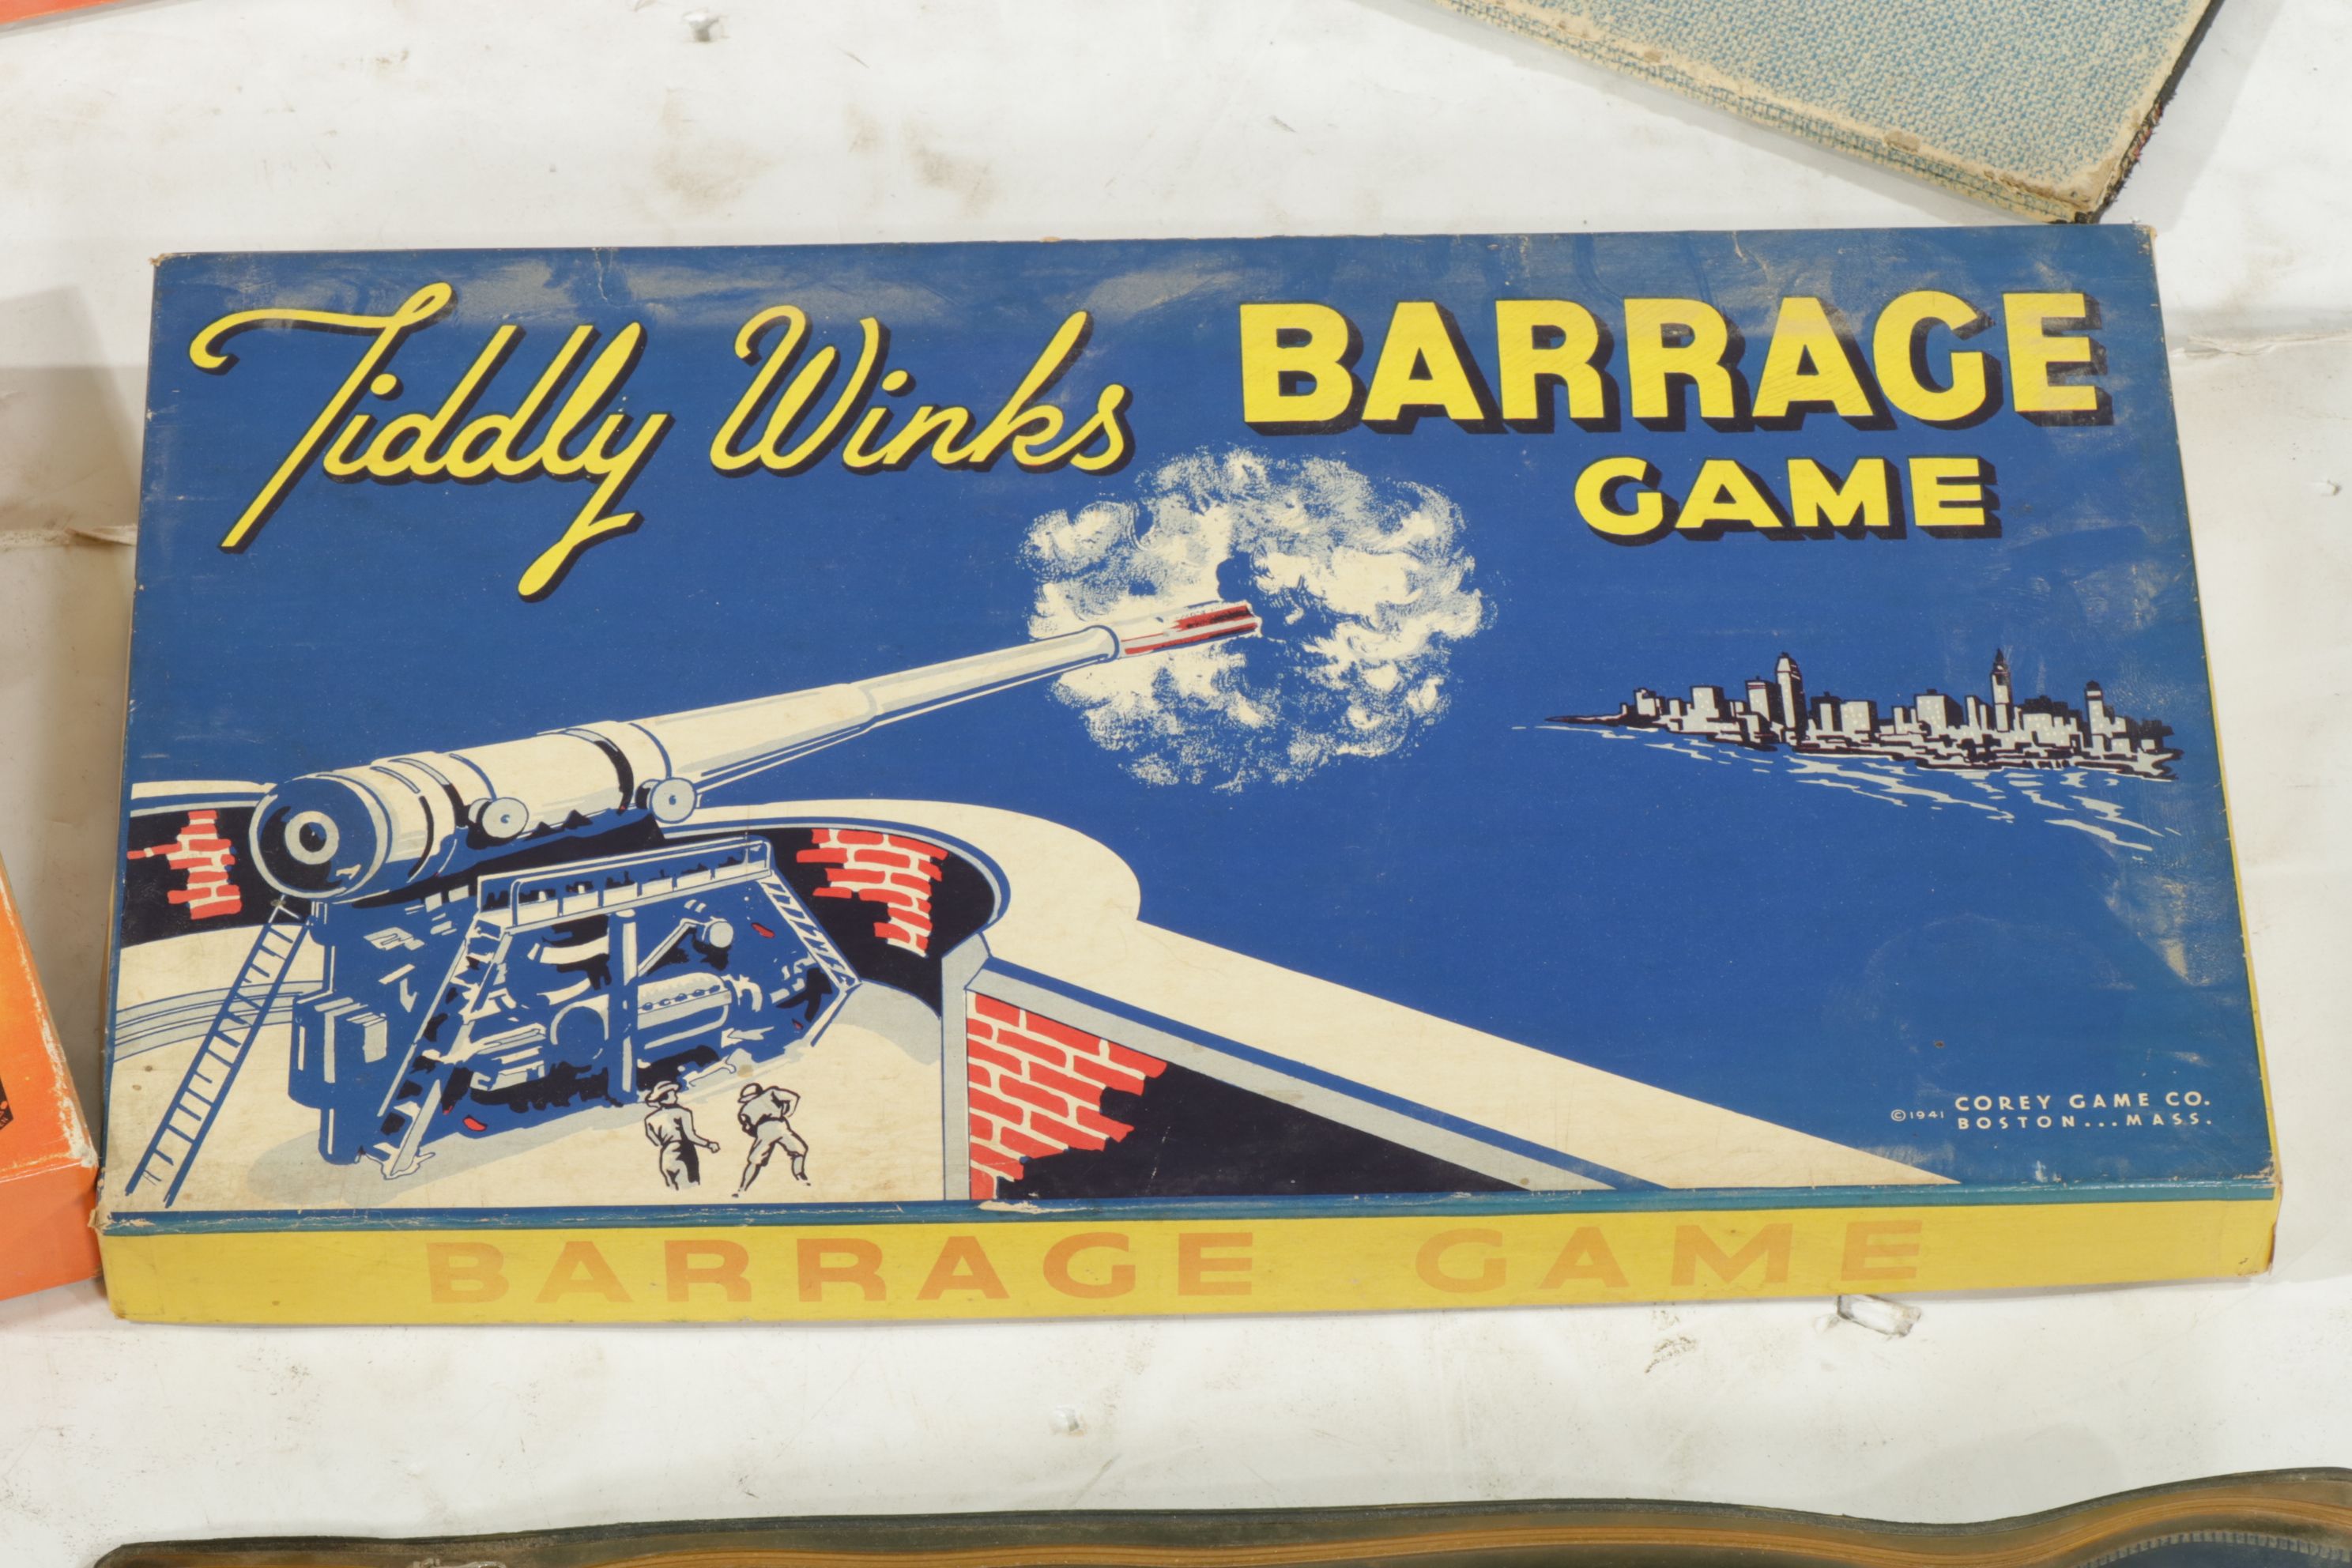 Tiddly Winks BARRAGE
GAME
©1941 COREY GAME CO.
BOSTON...MASS.
BARRAGE GAME